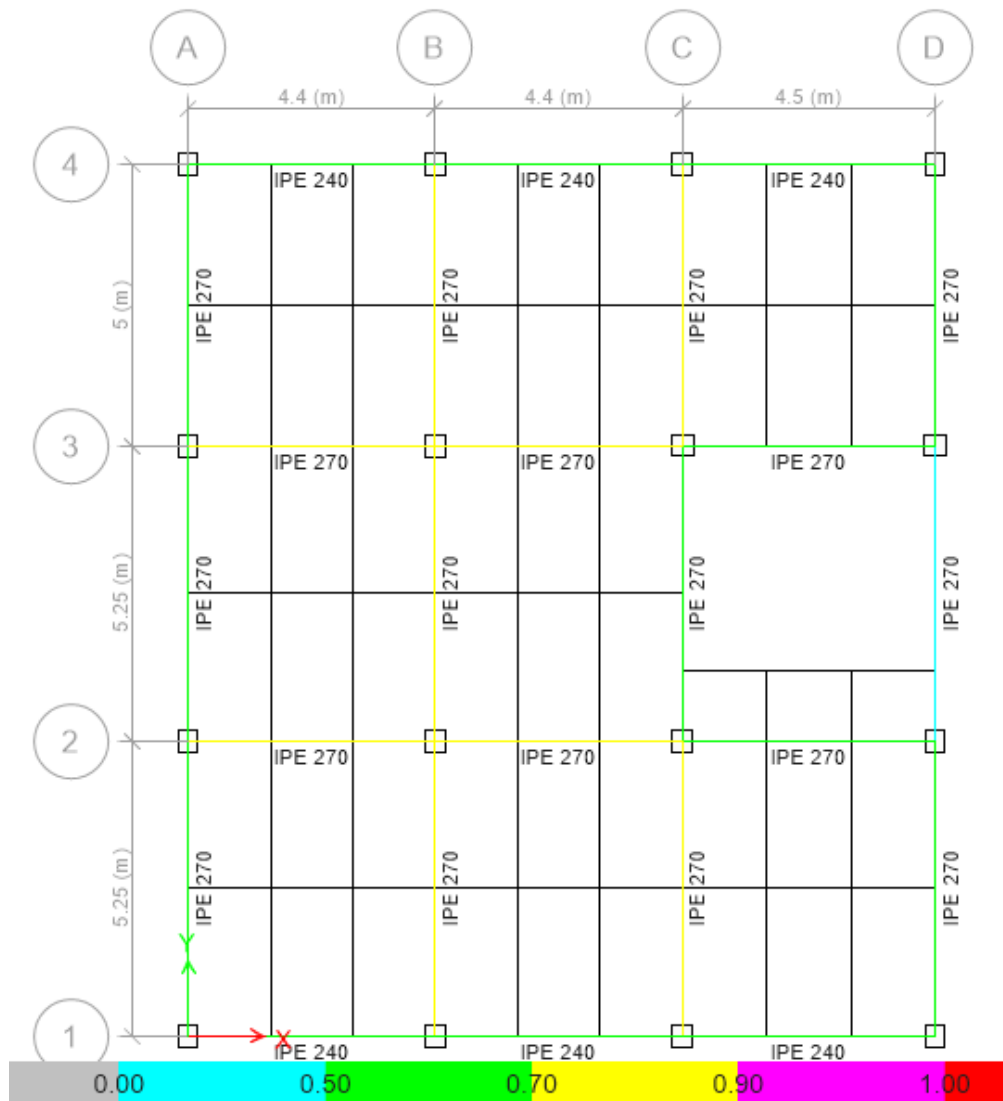 A B C D
4.4 (m) 4.4 (m) 4.5 (m)
4
IPE 240 IPE 240 IPE 240
5 (m) IPE 270 IPE 270 IPE 270 IPE 270
3
IPE 270 IPE 270 IPE 270
5.25 (m) IPE 270 IPE 270 IPE 270 IPE 270
2
IPE 270 IPE 270 IPE 270
5.25 (m) IPE 270 IPE 270 IPE 270 IPE 270
Y
1 X
IPE 240 IPE 240 IPE 240
0.00 0.50 0.70 0.90 1.00